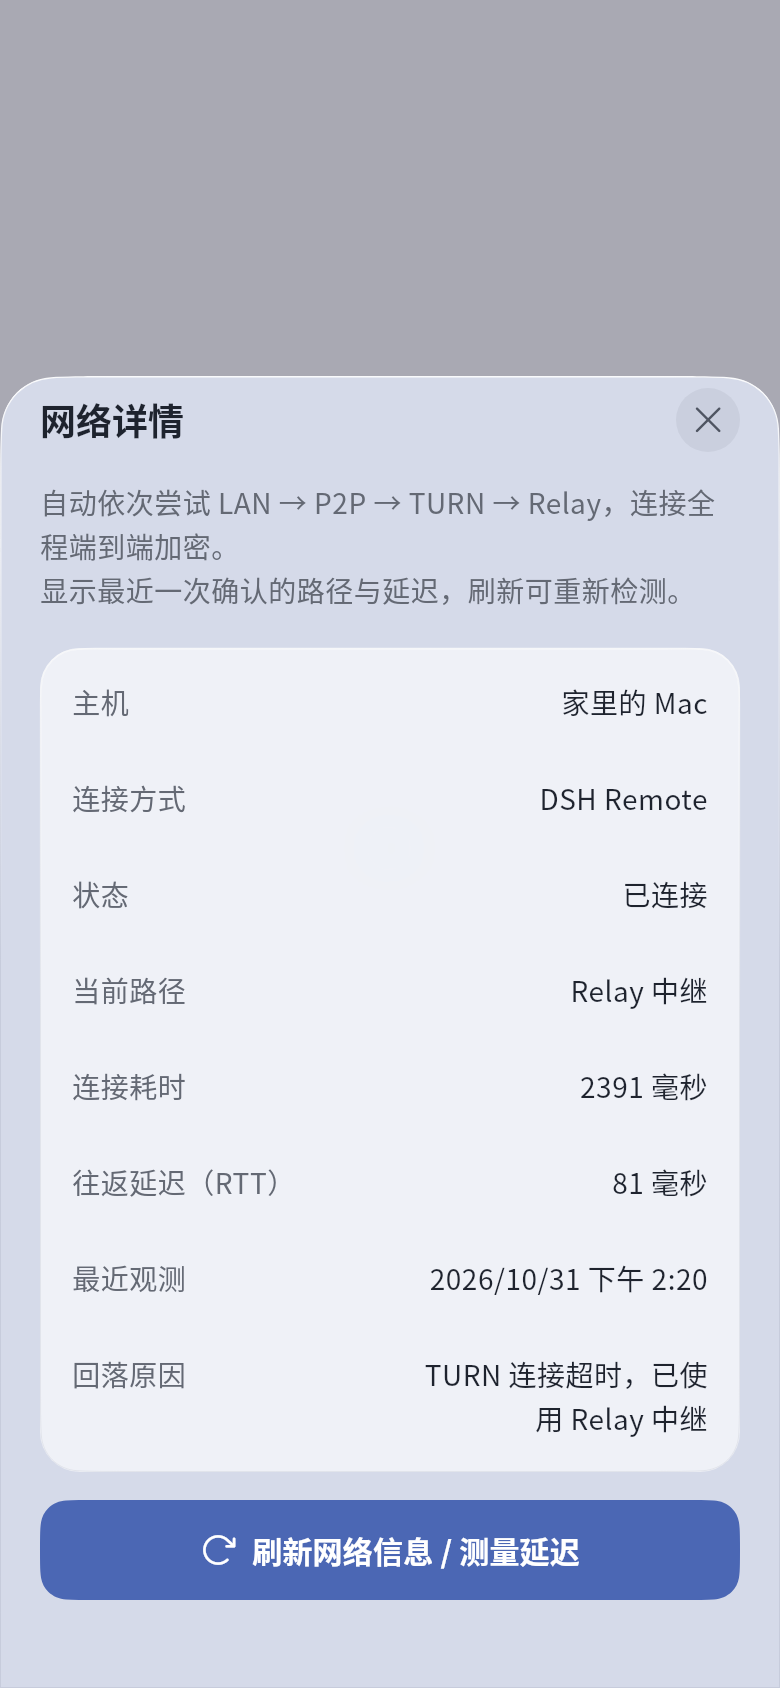 网络详情
自动依次尝试 LAN → P2P → TURN → Relay，连接全
程端到端加密。
显示最近一次确认的路径与延迟，刷新可重新检测。
主机 家里的 Mac
连接方式 DSH Remote
状态 已连接
当前路径 Relay 中继
连接耗时 2391 毫秒
往返延迟（RTT） 81 毫秒
最近观测 2026/10/31 下午 2:20
回落原因 TURN 连接超时，已使
用 Relay 中继
刷新网络信息 / 测量延迟